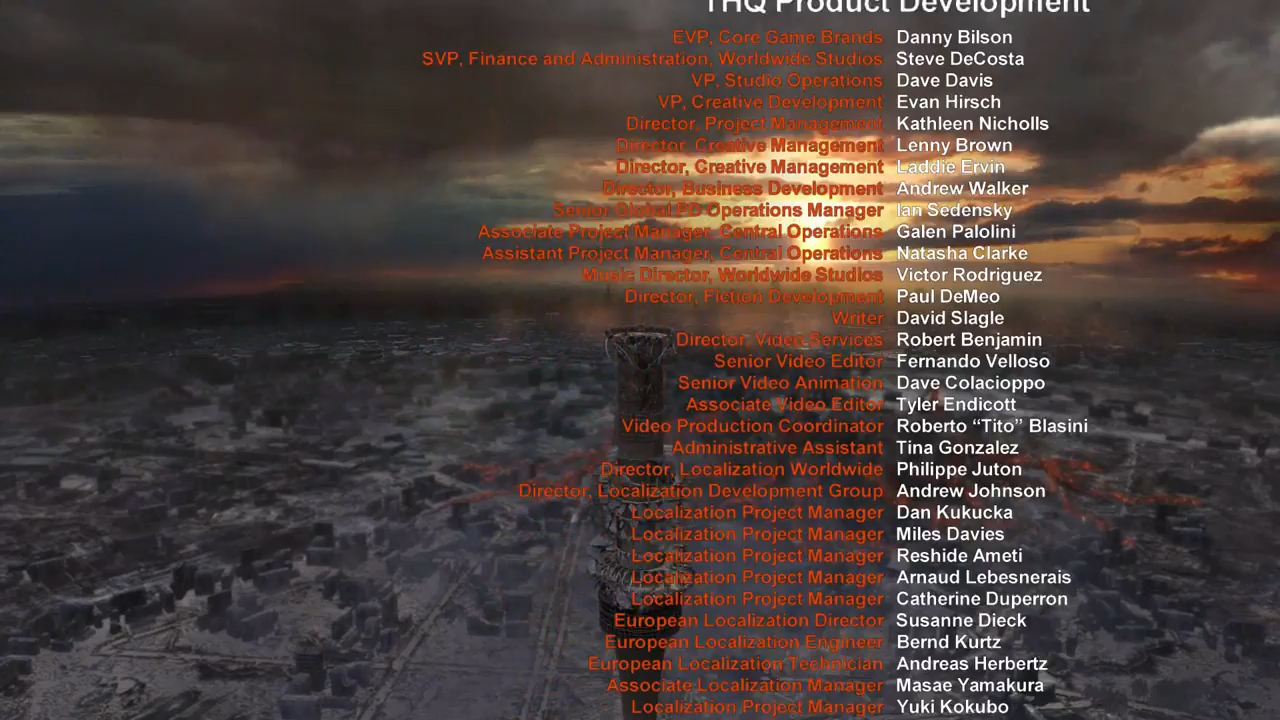 THQ Product Development
EVP, Core Game Brands Danny Bilson
SVP, Finance and Administration, Worldwide Studios Steve DeCosta
VP, Studio Operations Dave Davis
VP, Creative Development Evan Hirsch
Director, Project Management Kathleen Nicholls
Director, Creative Management Lenny Brown
Director, Creative Management Laddie Ervin
Director, Business Development Andrew Walker
Senior Global PD Operations Manager Ian Sedensky
Associate Project Manager, Central Operations Galen Palolini
Assistant Project Manager, Central Operations Natasha Clarke
Music Director, Worldwide Studios Victor Rodriguez
Director, Fiction Development Paul DeMeo
Writer David Slagle
Director, Video Services Robert Benjamin
Senior Video Editor Fernando Velloso
Senior Video Animation Dave Colacioppo
Associate Video Editor Tyler Endicott
Video Production Coordinator Roberto “Tito” Blasini
Administrative Assistant Tina Gonzalez
Director, Localization Worldwide Philippe Juton
Director, Localization Development Group Andrew Johnson
Localization Project Manager Dan Kukucka
Localization Project Manager Miles Davies
Localization Project Manager Reshide Ameti
Localization Project Manager Arnaud Lebesnerais
Localization Project Manager Catherine Duperron
European Localization Director Susanne Dieck
European Localization Engineer Bernd Kurtz
European Localization Technician Andreas Herbertz
Associate Localization Manager Masae Yamakura
Localization Project Manager Yuki Kokubo